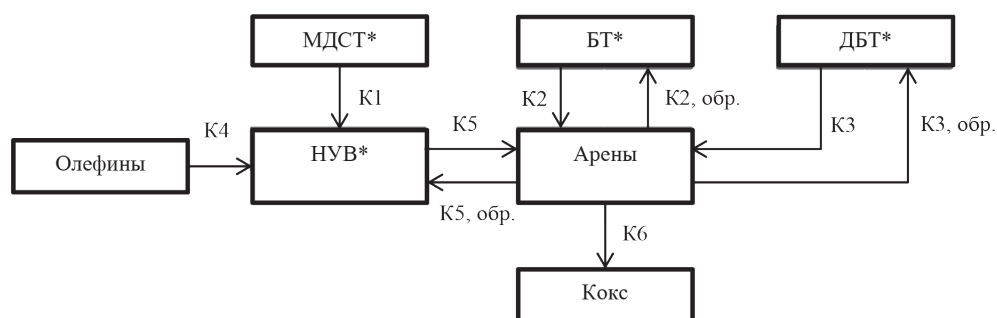 МДСТ*
БТ*
ДБТ*
К1
К2
К2, обр.
К3
К3, обр.
К4
К5
Олефины
НУВ*
Арены
К5, обр.
К6
Кокс